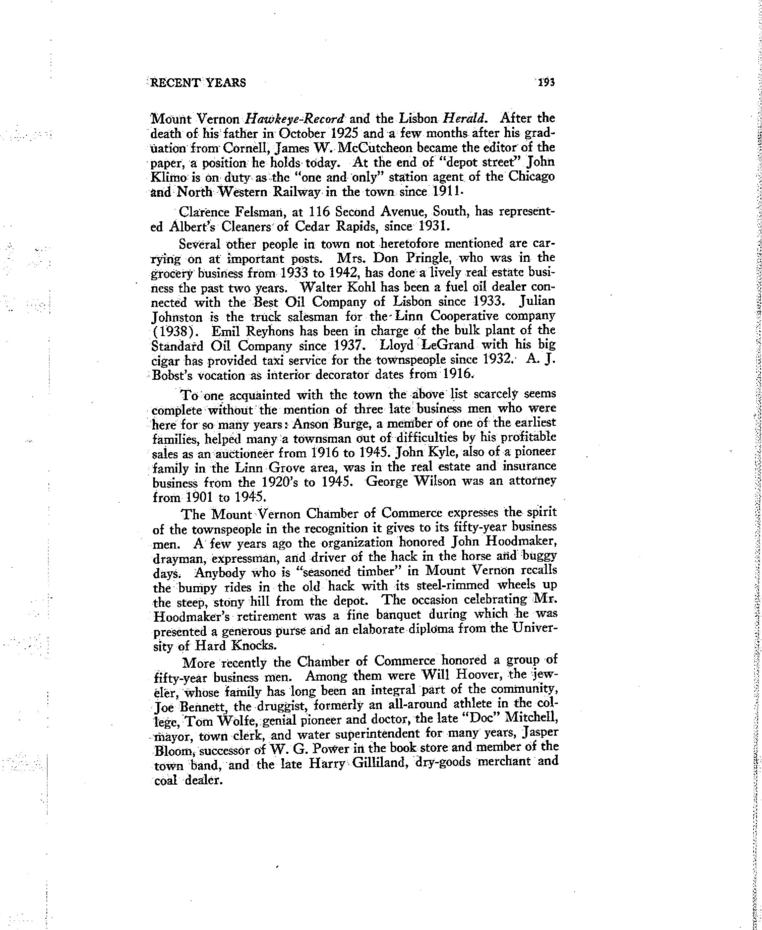 RECENT YEARS 193
Mount Vernon Hawkeye-Record and the Lisbon Herald. After the
death of his father in October 1925 and a few months after his grad-
uation from Cornell, James W. McCutcheon became the editor of the
paper, a position he holds today. At the end of "depot street" John
Klimo is on duty as the "one and only" station agent of the Chicago
and North Western Railway in the town since 1911.
Clarence Felsman, at 116 Second Avenue, South, has represent-
ed Albert's Cleaners of Cedar Rapids, since 1931.
Several other people in town not heretofore mentioned are car-
rying on at important posts. Mrs. Don Pringle, who was in the
grocery business from 1933 to 1942, has done a lively real estate busi-
ness the past two years. Walter Kohl has been a fuel oil dealer con-
nected with the Best Oil Company of Lisbon since 1933. Julian
Johnston is the truck salesman for the Linn Cooperative company
(1938). Emil Reyhons has been in charge of the bulk plant of the
Standard Oil Company since 1937. Lloyd LeGrand with his big
cigar has provided taxi service for the townspeople since 1932. A. J.
Bobst's vocation as interior decorator dates from 1916.
To one acquainted with the town the above list scarcely seems
complete without the mention of three late business men who were
here for so many years: Anson Burge, a member of one of the earliest
families, helped many a townsman out of difficulties by his profitable
sales as an auctioneer from 1916 to 1945. John Kyle, also of a pioneer
family in the Linn Grove area, was in the real estate and insurance
business from the 1920's to 1945. George Wilson was an attorney
from 1901 to 1945.
The Mount Vernon Chamber of Commerce expresses the spirit
of the townspeople in the recognition it gives to its fifty-year business
men. A few years ago the organization honored John Hoodmaker,
drayman, expressman, and driver of the hack in the horse and buggy
days. Anybody who is "seasoned timber" in Mount Vernon recalls
the bumpy rides in the old hack with its steel-rimmed wheels up
the steep, stony hill from the depot. The occasion celebrating Mr.
Hoodmaker's retirement was a fine banquet during which he was
presented a generous purse and an elaborate diploma from the Univer-
sity of Hard Knocks.
More recently the Chamber of Commerce honored a group of
fifty-year business men. Among them were Will Hoover, the jew-
eler, whose family has long been an integral part of the community,
Joe Bennett, the druggist, formerly an all-around athlete in the col-
lege, Tom Wolfe, genial pioneer and doctor, the late "Doc" Mitchell,
mayor, town clerk, and water superintendent for many years, Jasper
Bloom, successor of W. G. Power in the book store and member of the
town band, and the late Harry Gilliland, dry-goods merchant and
coal dealer.